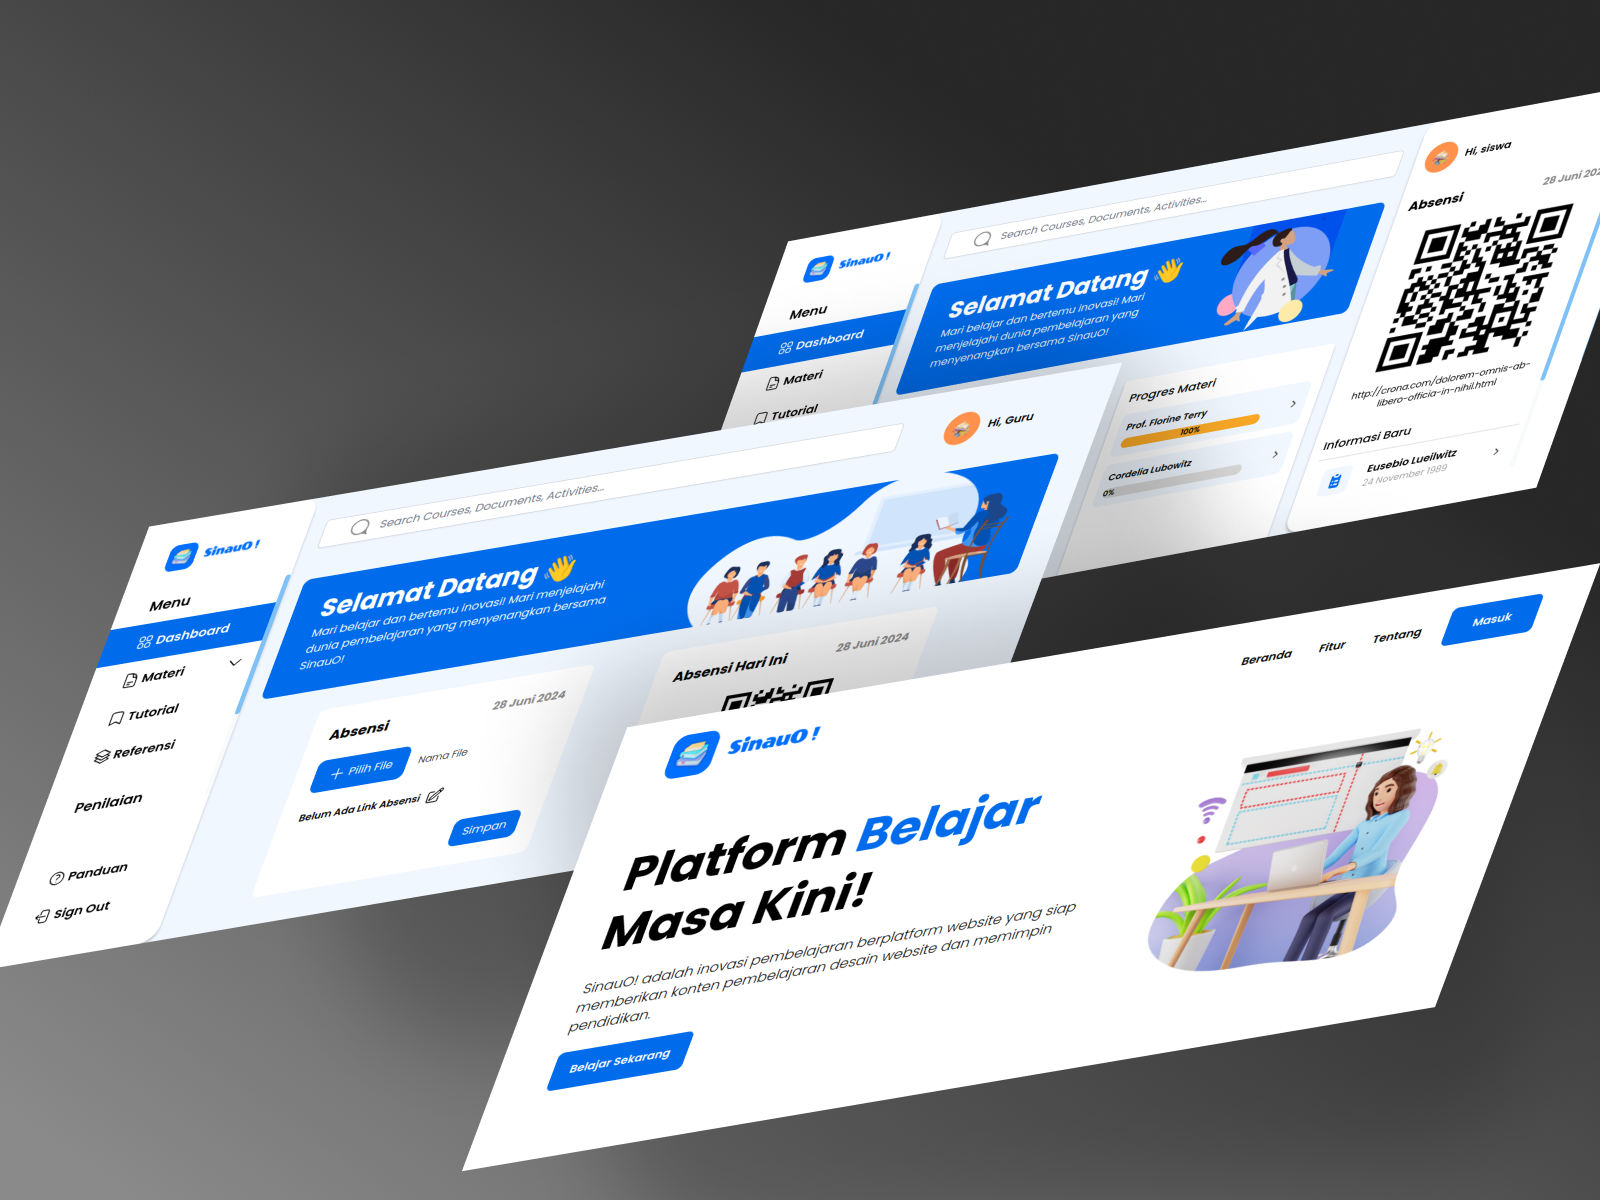 SinauO!
Menu
Dashboard
Materi
Tutorial
Search Courses, Documents, Activities...
Selamat Datang 👋
Mari belajar dan bertemu inovasi! Mari
menjelajahi dunia pembelajaran yang
menyenangkan bersama SinauO!
Progres Materi
Prof. Florine Terry
100%
Cordelia Lubowitz
0%
Hi, siswa
28 Juni 202
Absensi
http://crona.com/dolorem-omnis-ab-
libero-officia-in-nihil.html
Informasi Baru
Eusebio Lueilwitz
24 November 1989
SinauO!
Menu
Dashboard
Materi
Tutorial
Referensi
Penilaian
Panduan
Sign Out
Search Courses, Documents, Activities...
Hi, Guru
Selamat Datang 👋
Mari belajar dan bertemu inovasi! Mari menjelajahi
dunia pembelajaran yang menyenangkan bersama
SinauO!
28 Juni 2024
Absensi
+ Pilih File
Nama File
Belum Ada Link Absensi
Simpan
28 Juni 2024
Absensi Hari Ini
SinauO!
Beranda
Fitur
Tentang
Masuk
Platform Belajar
Masa Kini!
SinauO! adalah inovasi pembelajaran berplatform website yang siap
memberikan konten pembelajaran desain website dan memimpin
pendidikan.
Belajar Sekarang